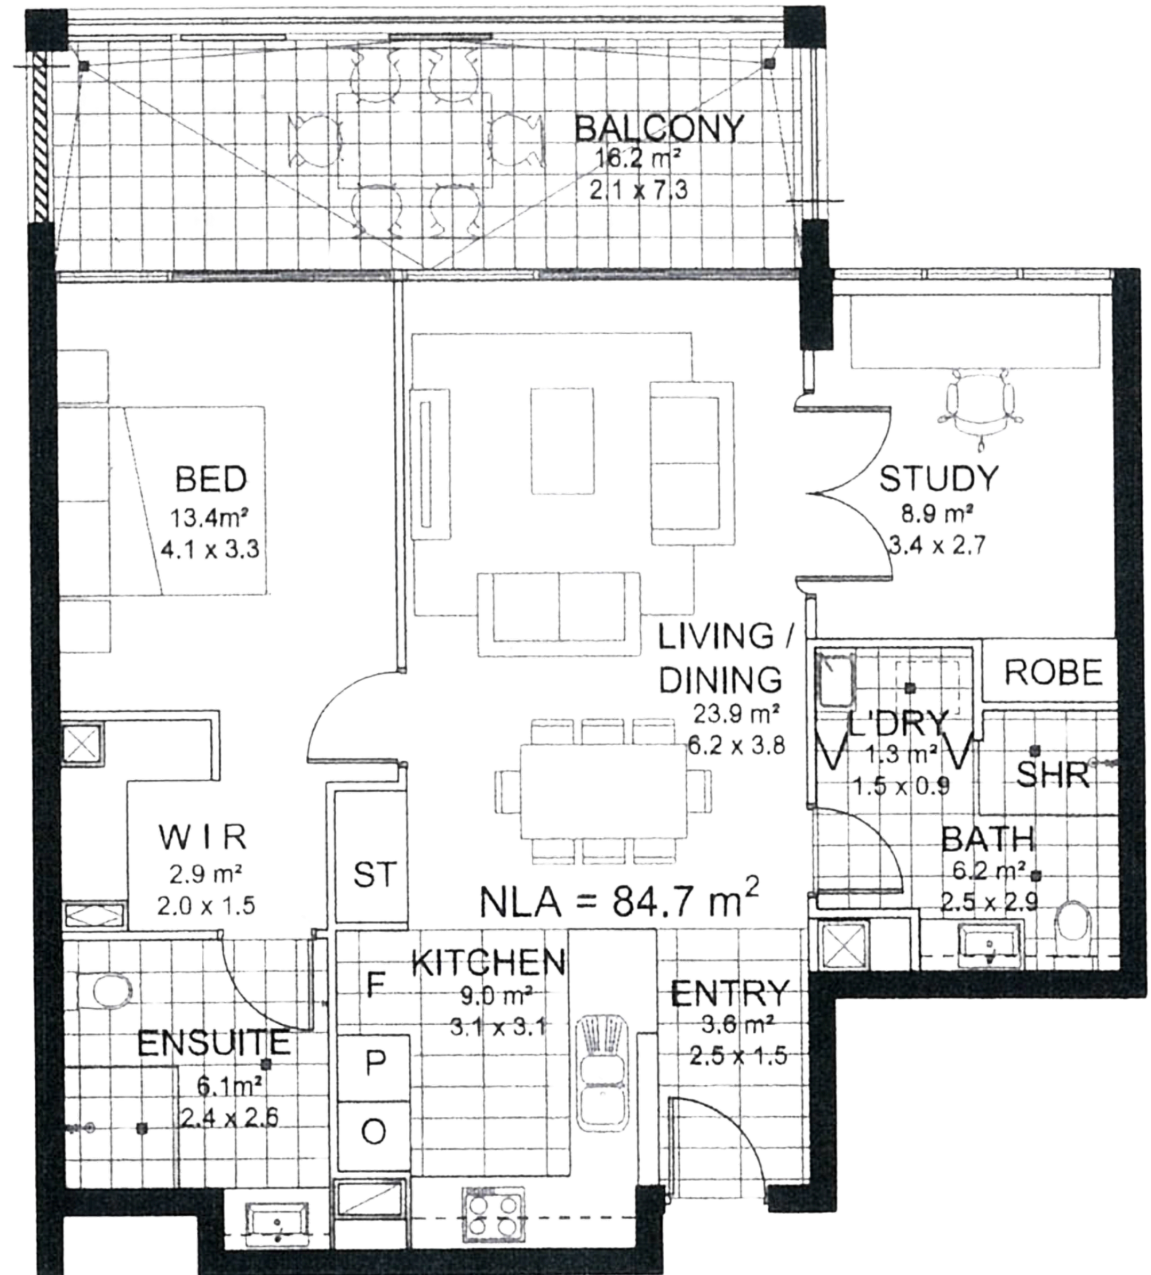 BALCONY
16.2 m²
2.1 x 7.3
BED
13.4m²
4.1 x 3.3
STUDY
8.9 m²
3.4 x 2.7
LIVING /
DINING
23.9 m²
6.2 x 3.8
ROBE
L'DRY
1.3 m²
1.5 x 0.9
SHR
W I R
2.9 m²
2.0 x 1.5
ST
BATH
6.2 m²
2.5 x 2.9
NLA = 84.7 m²
KITCHEN
9.0 m²
3.1 x 3.1
F
P
O
ENTRY
3.6 m²
2.5 x 1.5
ENSUITE
6.1m²
2.4 x 2.6